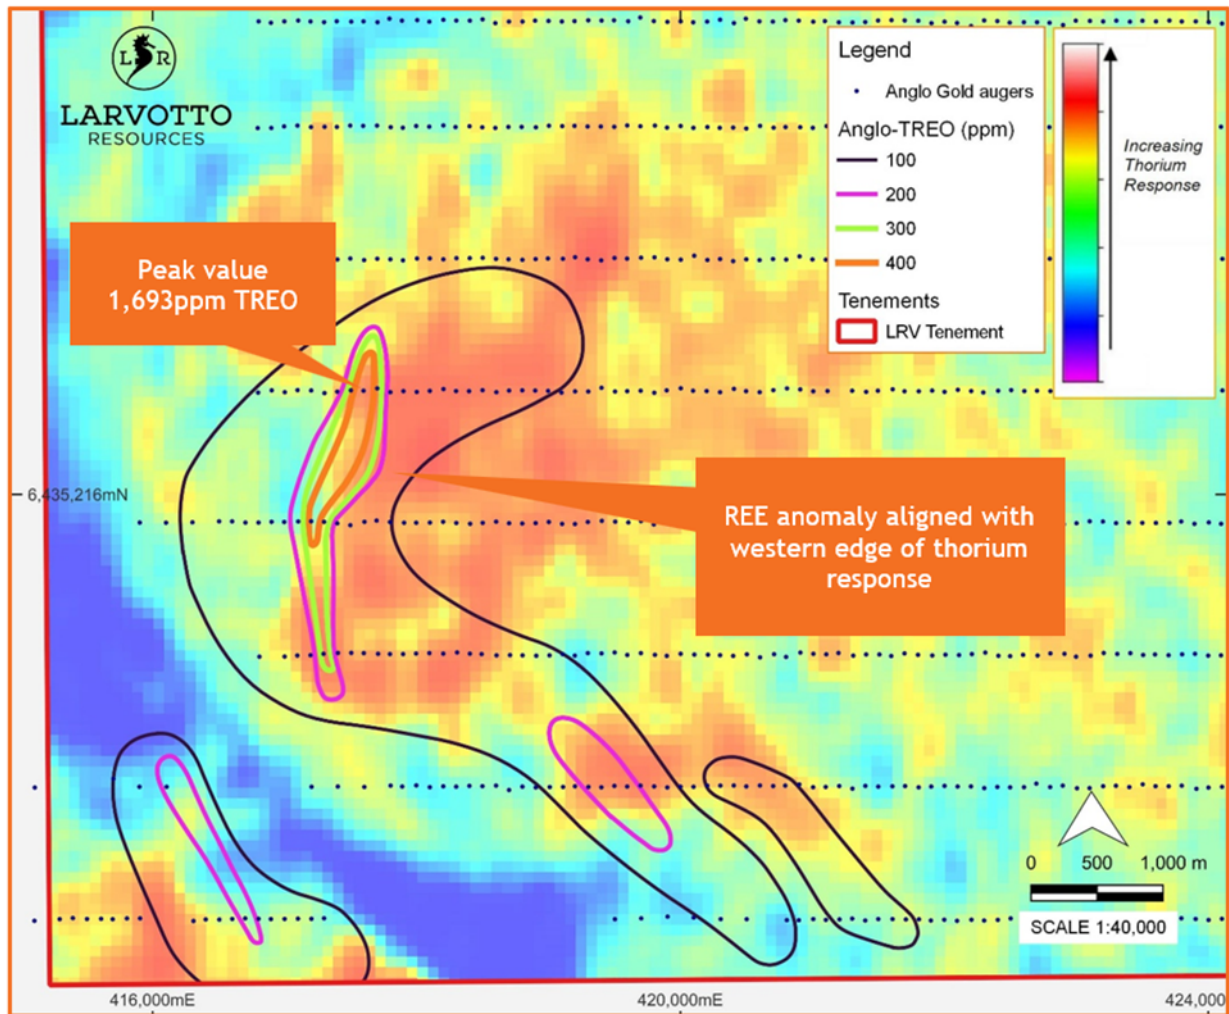 L R
LARVOTTO
RESOURCES
Legend
Anglo Gold augers
Anglo-TREO (ppm)
100
200
300
400
Tenements
LRV Tenement
Increasing
Thorium
Response
Peak value
1,693ppm TREO
6,435,216mN
REE anomaly aligned with
western edge of thorium
response
0 500 1,000 m
SCALE 1:40,000
416,000mE
420,000mE
424,000